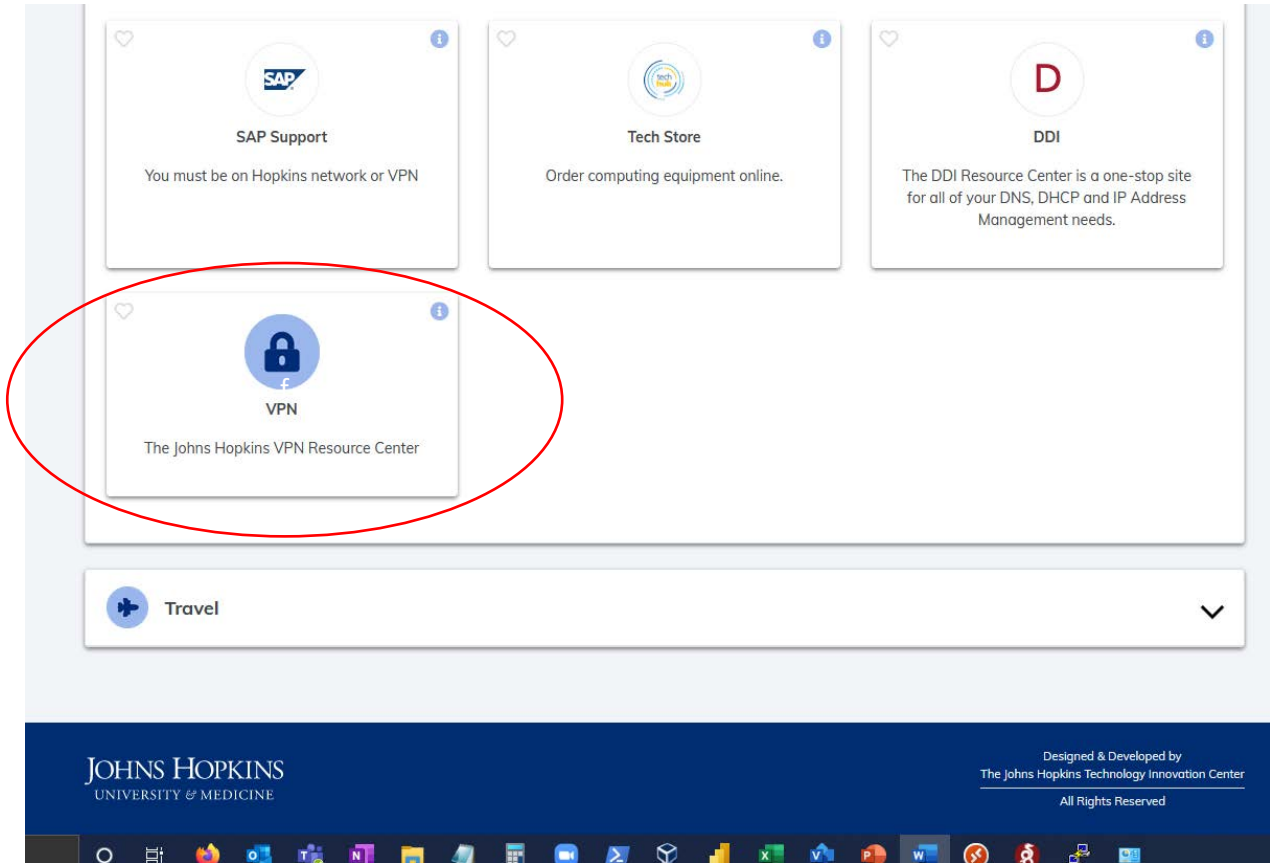 SAP
SAP Support
You must be on Hopkins network or VPN
tech
Tech Store
Order computing equipment online.
D
DDI
The DDI Resource Center is a one-stop site
for all of your DNS, DHCP and IP Address
Management needs.
f
VPN
The Johns Hopkins VPN Resource Center
Travel
JOHNS HOPKINS
UNIVERSITY & MEDICINE
Designed & Developed by
The Johns Hopkins Technology Innovation Center
All Rights Reserved